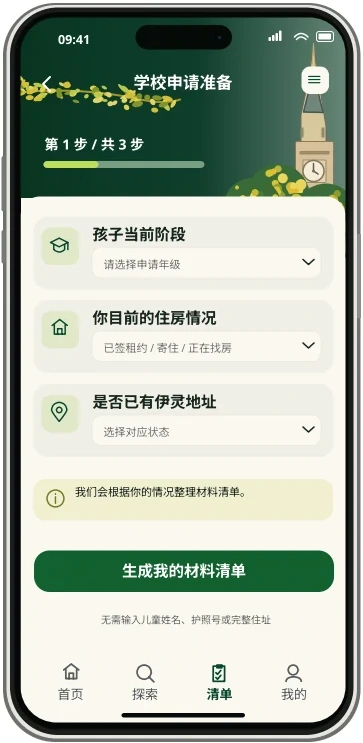 09:41
学校申请准备
第 1 步 / 共 3 步
孩子当前阶段
请选择申请年级
你目前的住房情况
已签租约 / 寄住 / 正在找房
是否已有伊灵地址
选择对应状态
我们会根据你的情况整理材料清单。
生成我的材料清单
无需输入儿童姓名、护照号或完整住址
首页 探索 清单 我的